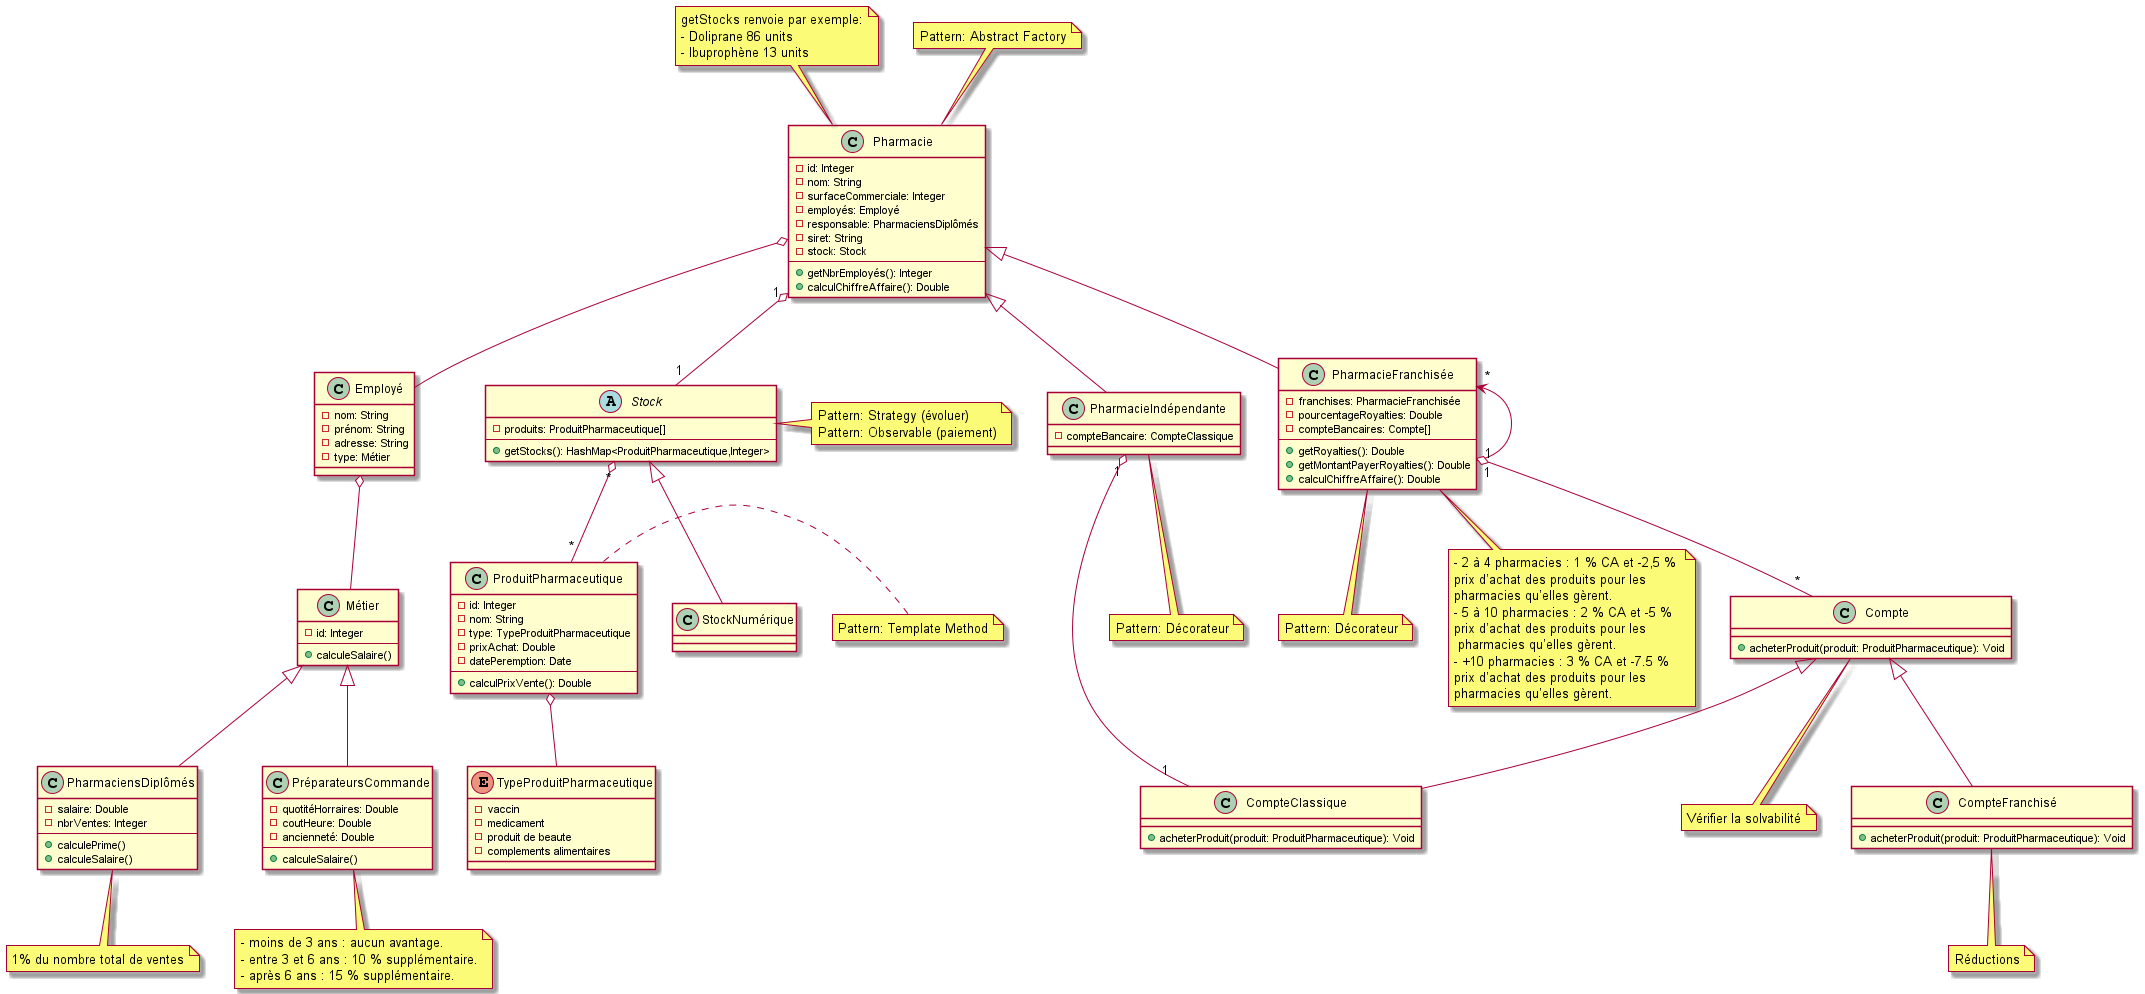 getStocks renvoie par exemple:
- Doliprane 86 units
- Ibuprophène 13 units
Pattern: Abstract Factory
C Pharmacie
id: Integer
nom: String
surfaceCommerciale: Integer
employés: Employé
responsable: PharmaciensDiplômés
siret: String
stock: Stock
getNbrEmployés(): Integer
calculChiffreAffaire(): Double
1
1
C Employé
nom: String
prénom: String
adresse: String
type: Métier
A Stock
produits: ProduitPharmaceutique[]
getStocks(): HashMap<ProduitPharmaceutique,Integer>
*
Pattern: Strategy (évoluer)
Pattern: Observable (paiement)
C PharmacieIndépendante
compteBancaire: CompteClassique
1
C PharmacieFranchisée
franchises: PharmacieFranchisée
pourcentageRoyalties: Double
compteBancaires: Compte[]
getRoyalties(): Double
getMontantPayerRoyalties(): Double
calculChiffreAffaire(): Double
*
1
1
*
C Métier
id: Integer
calculeSalaire()
*
C ProduitPharmaceutique
id: Integer
nom: String
type: TypeProduitPharmaceutique
prixAchat: Double
datePeremption: Date
calculPrixVente(): Double
C StockNumérique
Pattern: Template Method
Pattern: Décorateur
Pattern: Décorateur
- 2 à 4 pharmacies : 1 % CA et -2,5 %
prix d'achat des produits pour les
pharmacies qu'elles gèrent.
- 5 à 10 pharmacies : 2 % CA et -5 %
prix d'achat des produits pour les
pharmacies qu'elles gèrent.
- +10 pharmacies : 3 % CA et -7.5 %
prix d'achat des produits pour les
pharmacies qu'elles gèrent.
C Compte
acheterProduit(produit: ProduitPharmaceutique): Void
C PharmaciensDiplômés
salaire: Double
nbrVentes: Integer
calculePrime()
calculeSalaire()
C PréparateursCommande
quotitéHorraires: Double
coutHeure: Double
ancienneté: Double
calculeSalaire()
E TypeProduitPharmaceutique
vaccin
medicament
produit de beaute
complements alimentaires
1
C CompteClassique
acheterProduit(produit: ProduitPharmaceutique): Void
Vérifier la solvabilité
C CompteFranchisé
acheterProduit(produit: ProduitPharmaceutique): Void
1% du nombre total de ventes
- moins de 3 ans : aucun avantage.
- entre 3 et 6 ans : 10 % supplémentaire.
- après 6 ans : 15 % supplémentaire.
Réductions